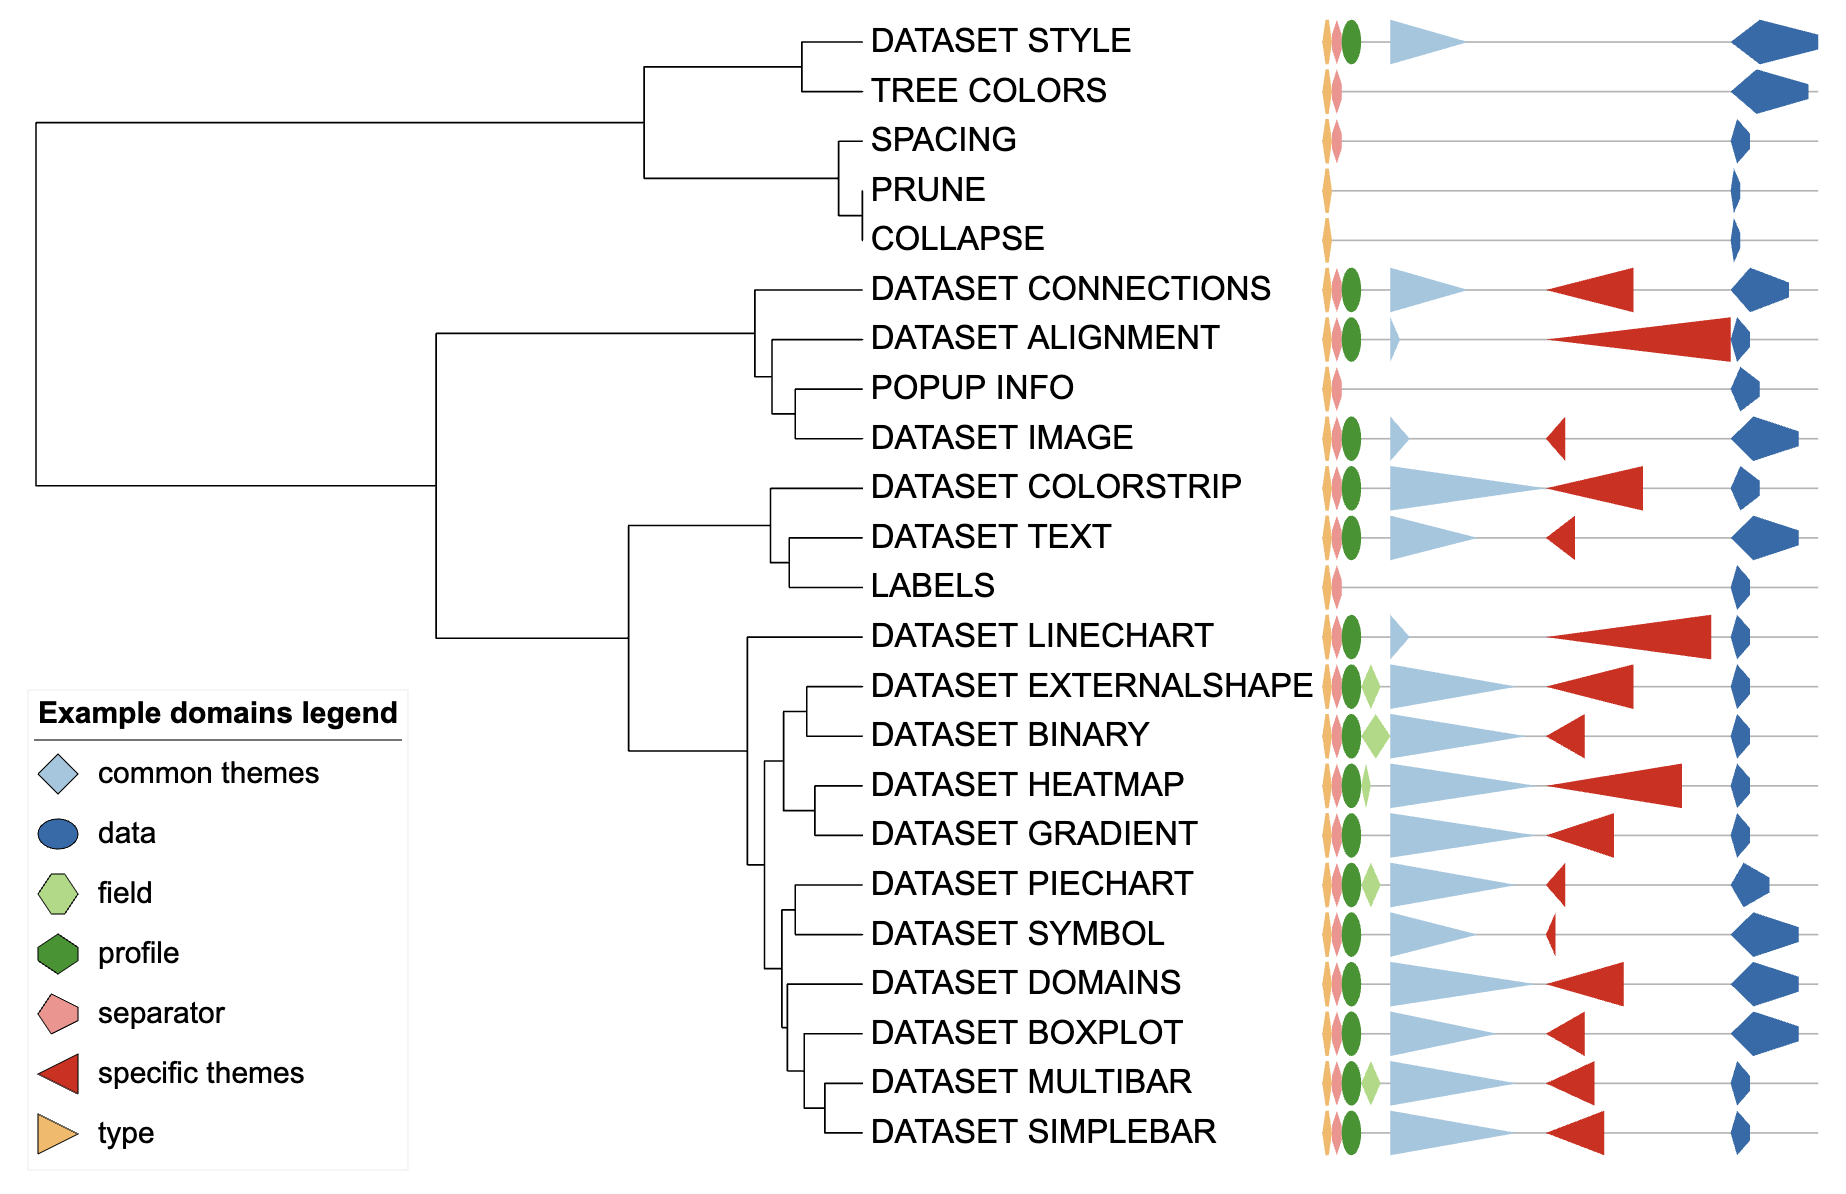 DATASET STYLE
TREE COLORS
SPACING
PRUNE
COLLAPSE
DATASET CONNECTIONS
DATASET ALIGNMENT
POPUP INFO
DATASET IMAGE
DATASET COLORSTRIP
DATASET TEXT
LABELS
DATASET LINECHART
DATASET EXTERNALSHAPE
DATASET BINARY
DATASET HEATMAP
DATASET GRADIENT
DATASET PIECHART
DATASET SYMBOL
DATASET DOMAINS
DATASET BOXPLOT
DATASET MULTIBAR
DATASET SIMPLEBAR
Example domains legend
common themes
data
field
profile
separator
specific themes
type